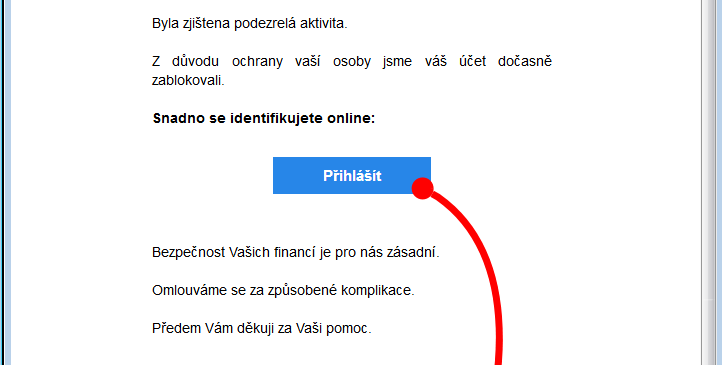 Byla zjištena podezrelá aktivita.
Z důvodu ochrany vaší osoby jsme váš účet dočasně
zablokovali.
Snadno se identifikujete online:
Přihlášít
Bezpečnost Vašich financí je pro nás zásadní.
Omlouváme se za způsobené komplikace.
Předem Vám děkuji za Vaši pomoc.